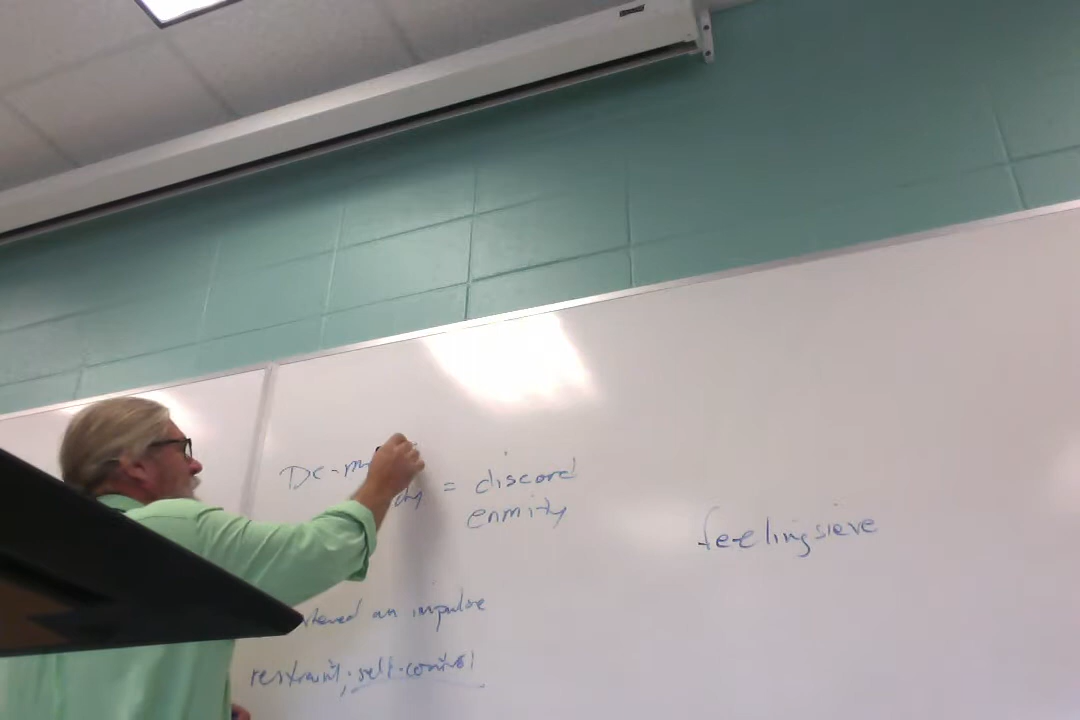 = discord
enmity
feelingsieve
an impulse
restraint, self-control